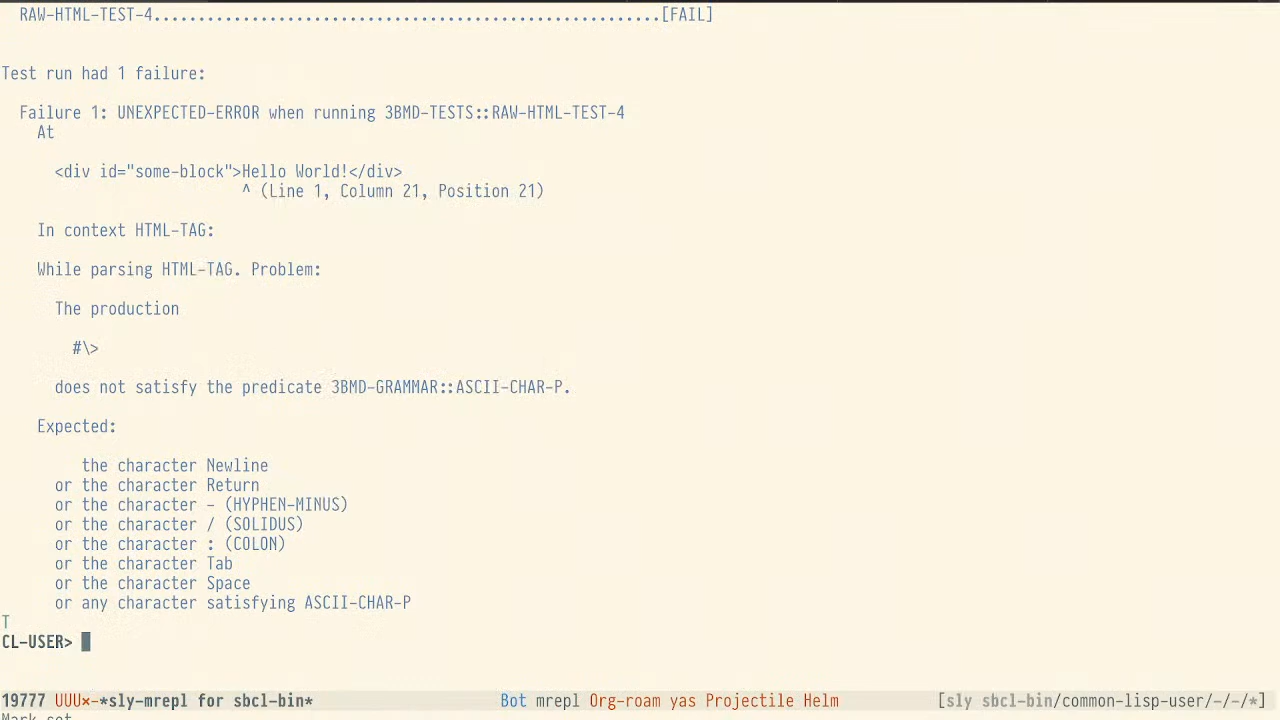 RAW-HTML-TEST-4.........................................................[FAIL]
Test run had 1 failure:
Failure 1: UNEXPECTED-ERROR when running 3BMD-TESTS::RAW-HTML-TEST-4
At
<div id="some-block">Hello World!</div>
^ (Line 1, Column 21, Position 21)
In context HTML-TAG:
While parsing HTML-TAG. Problem:
The production
#\>
does not satisfy the predicate 3BMD-GRAMMAR::ASCII-CHAR-P.
Expected:
the character Newline
or the character Return
or the character - (HYPHEN-MINUS)
or the character / (SOLIDUS)
or the character : (COLON)
or the character Tab
or the character Space
or any character satisfying ASCII-CHAR-P
T
CL-USER>
19777 UUU×-*sly-mrepl for sbcl-bin* Bot mrepl Org-roam yas Projectile Helm [sly sbcl-bin/common-lisp-user/-/-/*]
Mark set